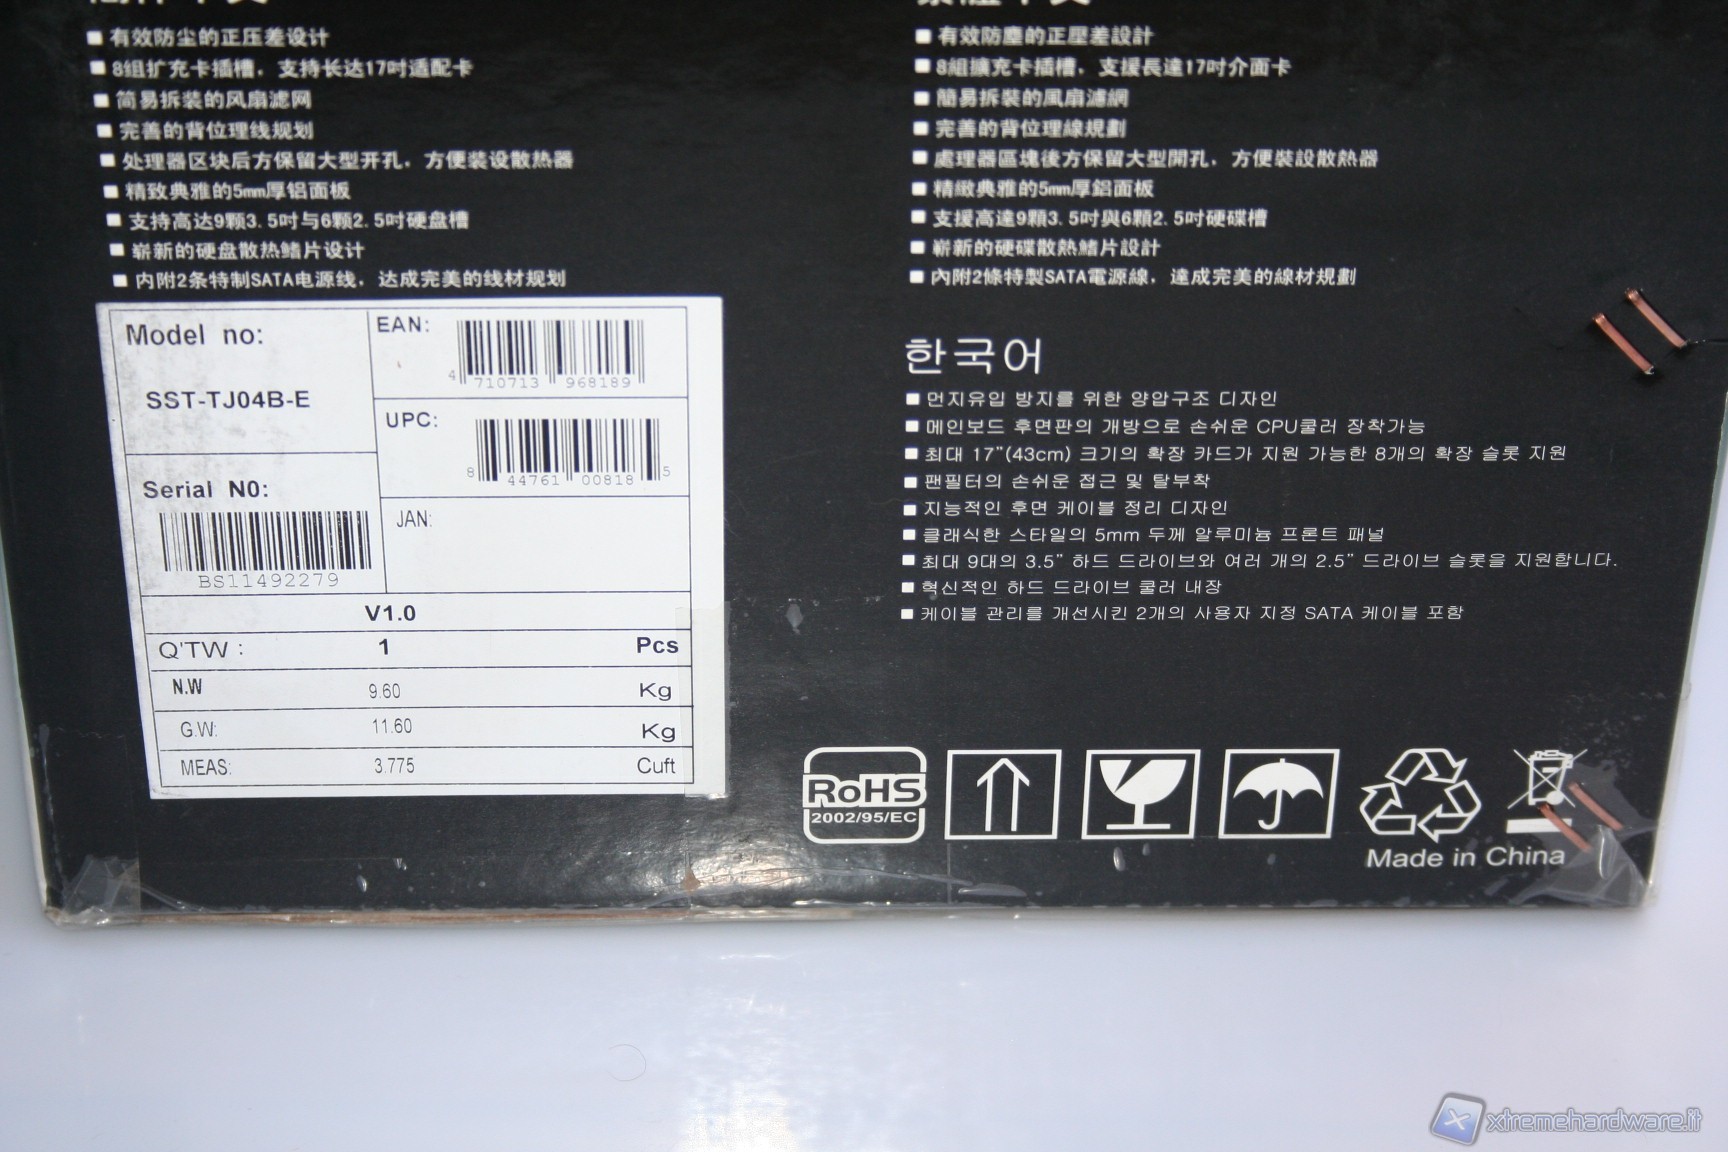 ■ 有效防尘的正压差设计
■ 8组扩充卡插槽，支持长达17吋适配卡
■ 简易拆装的风扇滤网
■ 完善的背位理线规划
■ 处理器区块后方保留大型开孔，方便装设散热器
■ 精致典雅的5mm厚铝面板
■ 支持高达9颗3.5吋与6颗2.5吋硬盘槽
■ 崭新的硬盘散热鳍片设计
■ 内附2条特制SATA电源线，达成完美的线材规划
■ 有效防塵的正壓差設計
■ 8組擴充卡插槽，支援長達17吋介面卡
■ 簡易拆裝的風扇濾網
■ 完善的背位理線規劃
■ 處理器區塊後方保留大型開孔，方便裝設散熱器
■ 精緻典雅的5mm厚鋁面板
■ 支援高達9顆3.5吋與6顆2.5吋硬碟槽
■ 嶄新的硬碟散熱鰭片設計
■ 內附2條特製SATA電源線，達成完美的線材規劃
Model no:
SST-TJ04B-E
EAN:
4 710713 968189
UPC:
8 44761 00818 5
Serial N0:
BS11492279
JAN:
V1.0
Q'TW : 1 Pcs
N.W 9.60 Kg
G.W: 11.60 Kg
MEAS: 3.775 Cuft
한국어
■ 먼지유입 방지를 위한 양압구조 디자인
■ 메인보드 후면판의 개방으로 손쉬운 CPU쿨러 장착가능
■ 최대 17"(43cm) 크기의 확장 카드가 지원 가능한 8개의 확장 슬롯 지원
■ 팬필터의 손쉬운 접근 및 탈부착
■ 지능적인 후면 케이블 정리 디자인
■ 클래식한 스타일의 5mm 두께 알루미늄 프론트 패널
■ 최대 9대의 3.5" 하드 드라이브와 여러 개의 2.5" 드라이브 슬롯을 지원합니다.
■ 혁신적인 하드 드라이브 쿨러 내장
■ 케이블 관리를 개선시킨 2개의 사용자 지정 SATA 케이블 포함
RoHS
2002/95/EC
Made in China
xtremehardware.it